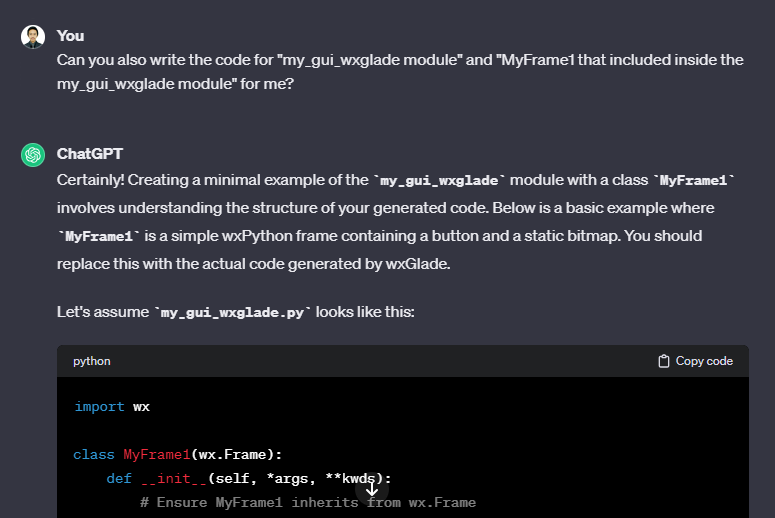 You
Can you also write the code for "my_gui_wxglade module" and "MyFrame1 that included inside the
my_gui_wxglade module" for me?
ChatGPT
Certainly! Creating a minimal example of the `my_gui_wxglade` module with a class `MyFrame1`
involves understanding the structure of your generated code. Below is a basic example where
`MyFrame1` is a simple wxPython frame containing a button and a static bitmap. You should
replace this with the actual code generated by wxGlade.
Let's assume `my_gui_wxglade.py` looks like this:
python Copy code
import wx
class MyFrame1(wx.Frame):
def __init__(self, *args, **kwds):
# Ensure MyFrame1 inherits from wx.Frame